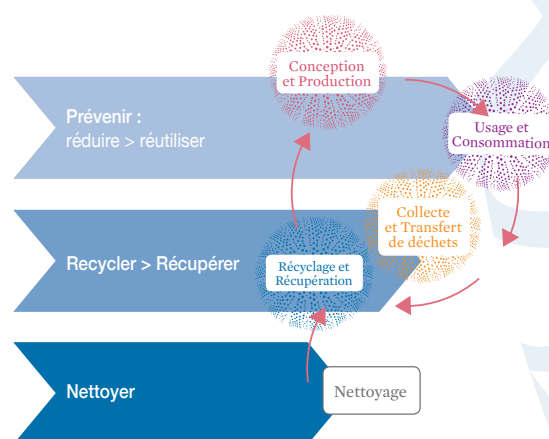 Conception
et Production
Prévenir :
réduire > réutiliser
Usage et
Consommation
Collecte
et Transfert
de déchets
Recycler > Récupérer
Récyclage et
Récupération
Nettoyer
Nettoyage